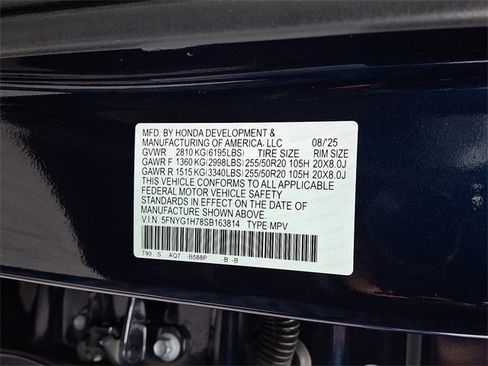 MFD. BY HONDA DEVELOPMENT &
MANUFACTURING OF AMERICA, LLC 08/'25
GVWR 2810 KG(6195LBS) TIRE SIZE RIM SIZE
GAWR F 1360 KG(2998LBS) 255/50R20 105H 20X8.0J
GAWR R 1515 KG(3340LBS) 255/50R20 105H 20X8.0J
THIS VEHICLE CONFORMS TO ALL APPLICABLE
FEDERAL MOTOR VEHICLE SAFETY
STANDARDS IN EFFECT ON THE DATE OF
MANUFACTURE SHOWN ABOVE.
V.I.N. 5FNYG1H78SB163814 TYPE MPV
T90 S AQ7 -B588P -B -B